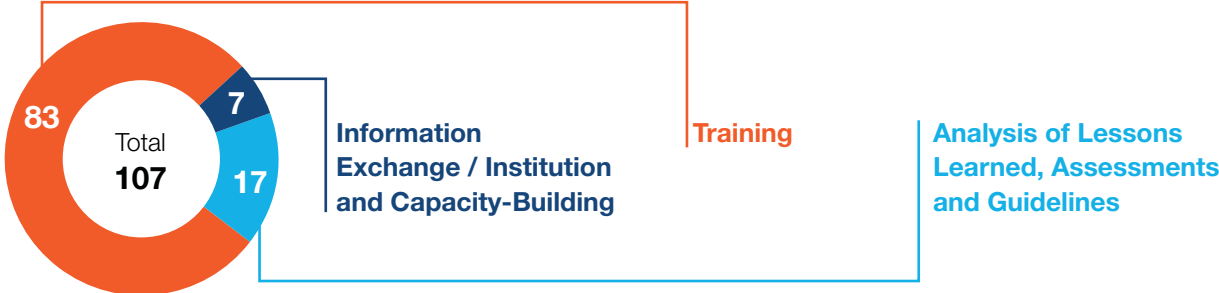 83
7
17
Total
107
Information
Exchange / Institution
and Capacity-Building
Training
Analysis of Lessons
Learned, Assessments
and Guidelines